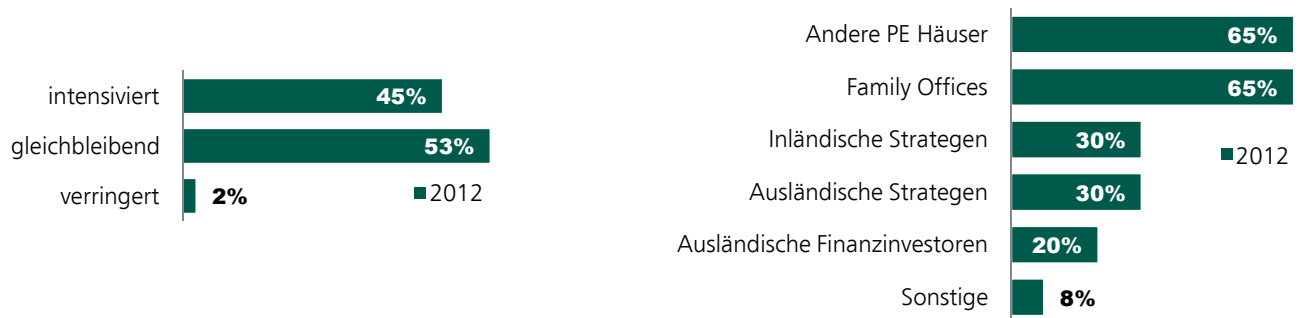 intensiviert 45%
gleichbleibend 53%
verringert 2%
2012
Andere PE Häuser 65%
Family Offices 65%
Inländische Strategen 30%
2012
Ausländische Strategen 30%
Ausländische Finanzinvestoren 20%
Sonstige 8%